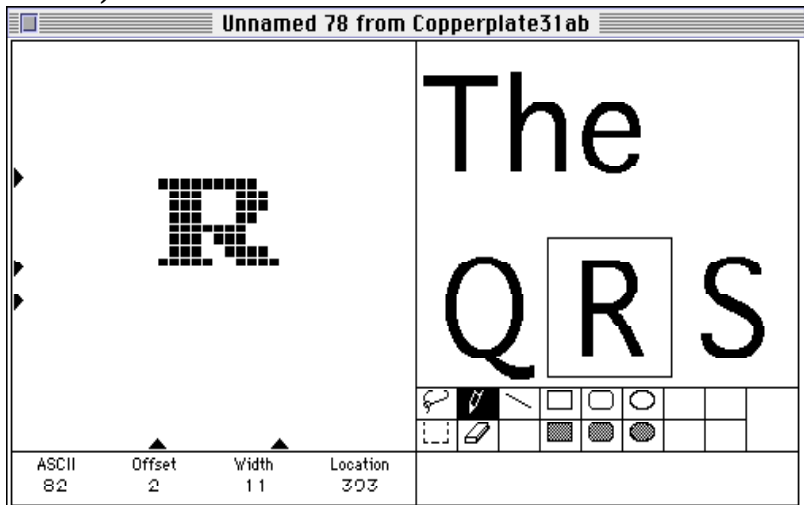 Unnamed 78 from Copperplate31ab
R
The
Q R S
ASCII Offset Width Location
82 2 11 303